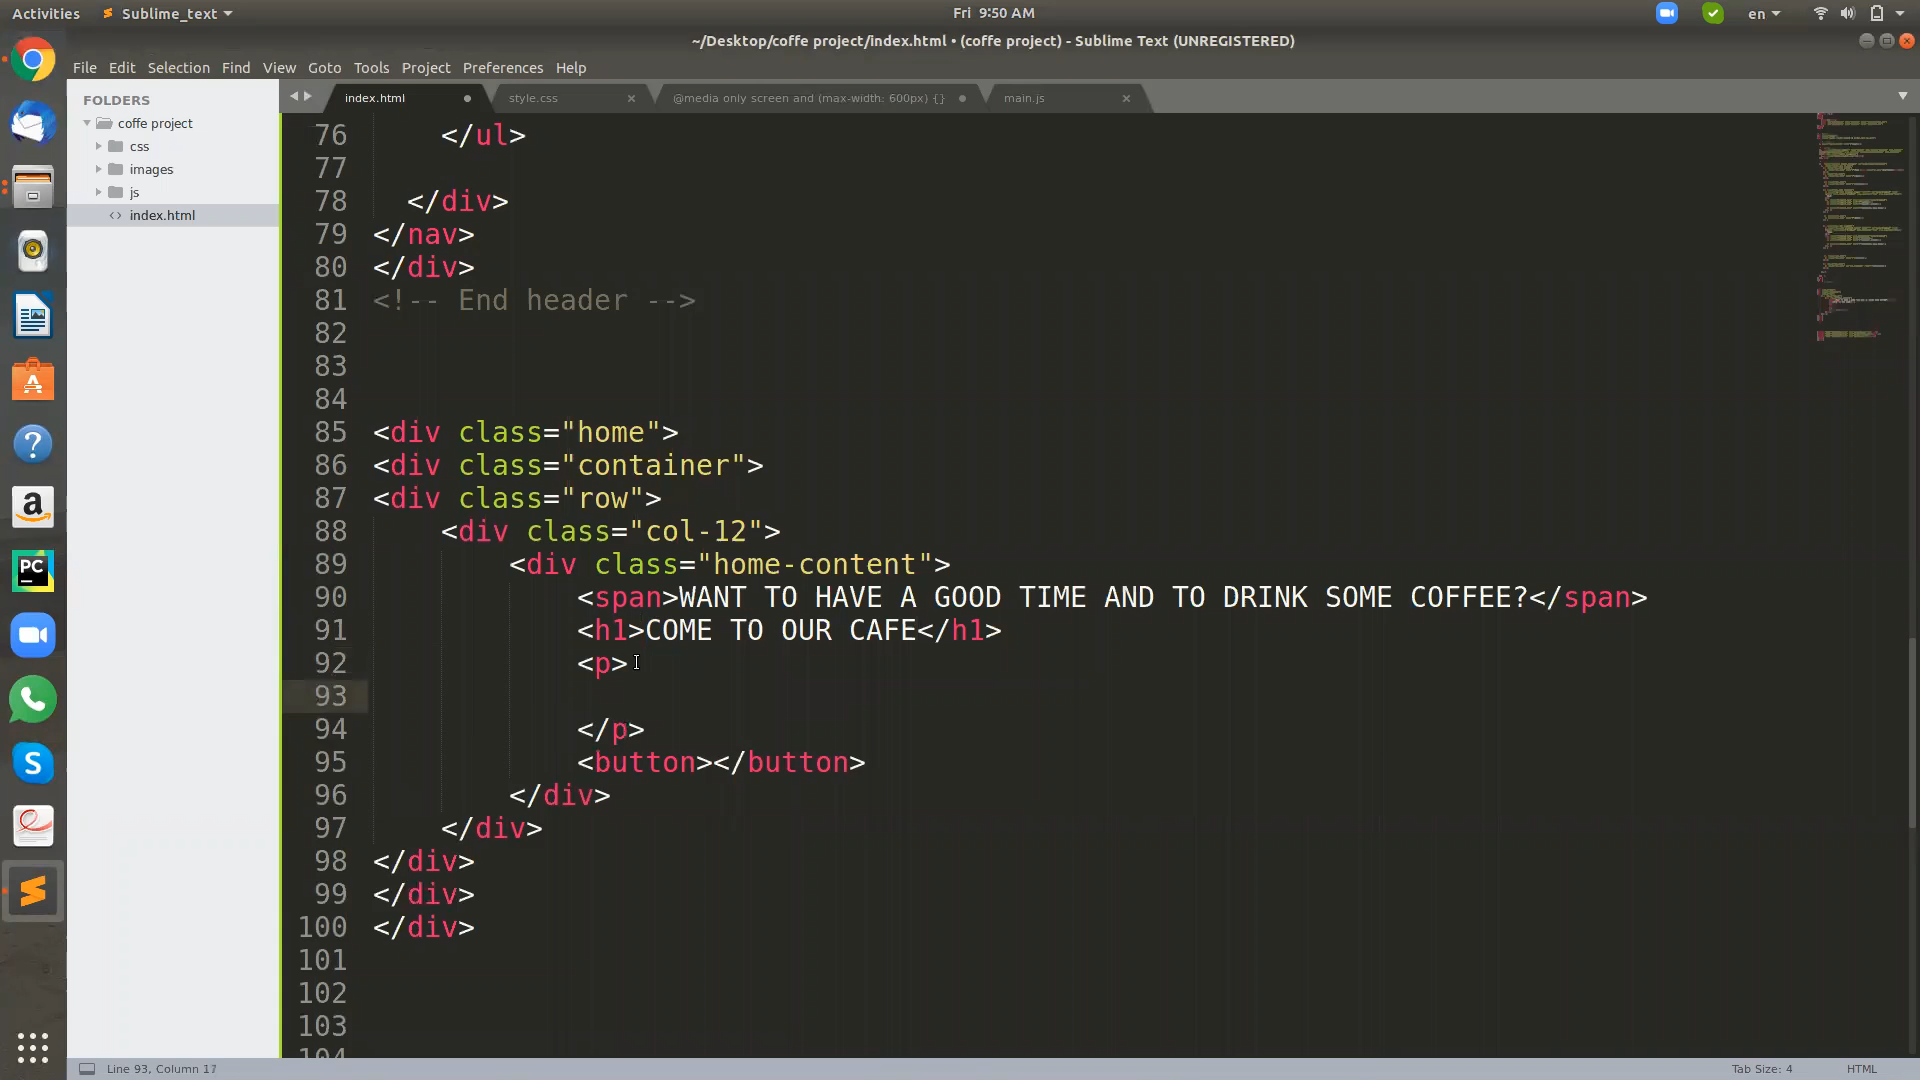 Activities Sublime_text Fri 9:50 AM en
~/Desktop/coffe project/index.html • (coffe project) - Sublime Text (UNREGISTERED)
File Edit Selection Find View Goto Tools Project Preferences Help
FOLDERS
coffe project
css
images
js
index.html
index.html style.css @media only screen and (max-width: 600px) {} main.js
76 </ul>
77
78 </div>
79 </nav>
80 </div>
81 <!-- End header -->
82
83
84
85 <div class="home">
86 <div class="container">
87 <div class="row">
88 <div class="col-12">
89 <div class="home-content">
90 <span>WANT TO HAVE A GOOD TIME AND TO DRINK SOME COFFEE?</span>
91 <h1>COME TO OUR CAFE</h1>
92 <p>
93
94 </p>
95 <button></button>
96 </div>
97 </div>
98 </div>
99 </div>
100 </div>
101
102
103
104
PC
Line 93, Column 17 Tab Size: 4 HTML